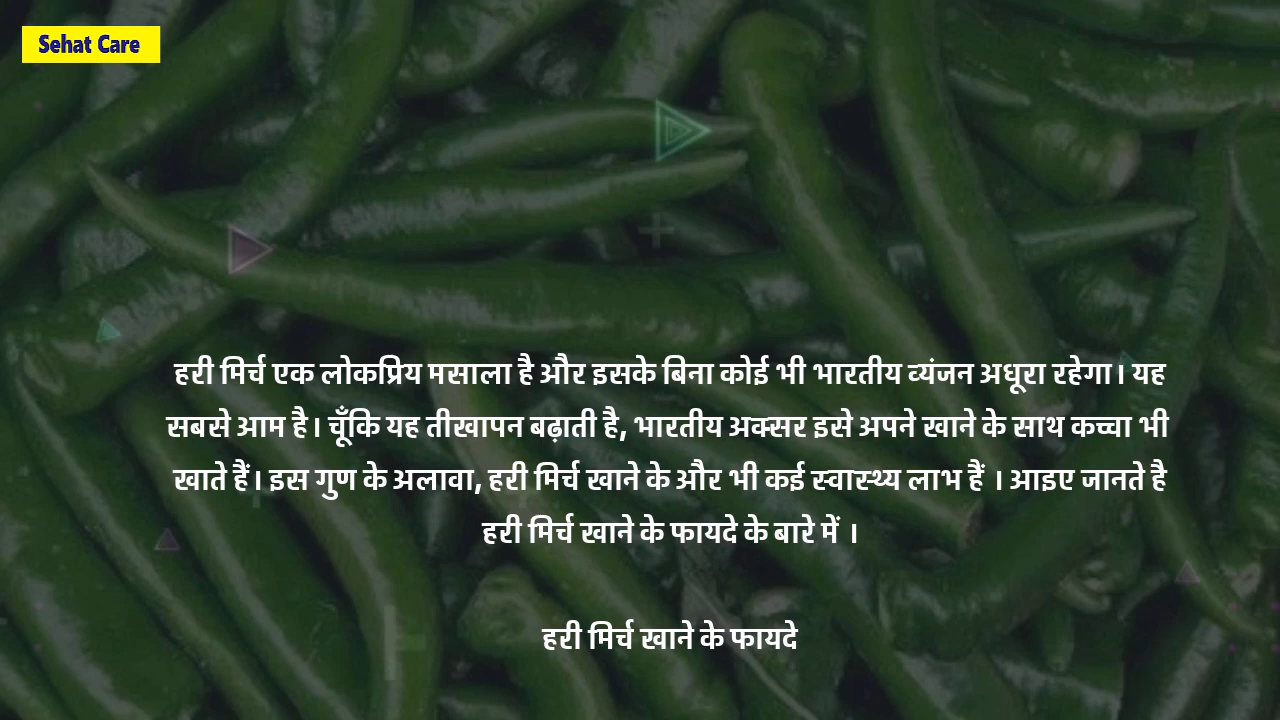 Sehat Care
हरी मिर्च एक लोकप्रिय मसाला है और इसके बिना कोई भी भारतीय व्यंजन अधूरा रहेगा। यह
सबसे आम है। चूँकि यह तीखापन बढ़ाती है, भारतीय अक्सर इसे अपने खाने के साथ कच्चा भी
खाते हैं। इस गुण के अलावा, हरी मिर्च खाने के और भी कई स्वास्थ्य लाभ हैं । आइए जानते है
हरी मिर्च खाने के फायदे के बारे में ।
हरी मिर्च खाने के फायदे